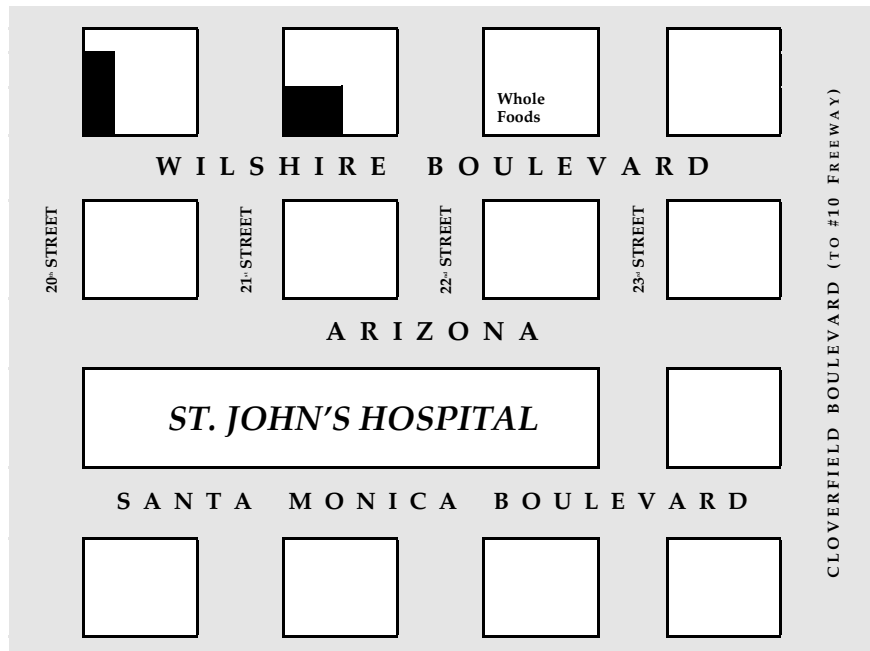 Whole
Foods
WILSHIRE BOULEVARD
20th STREET
21st STREET
22nd STREET
23rd STREET
ARIZONA
ST. JOHN’S HOSPITAL
SANTA MONICA BOULEVARD
CLOVERFIELD BOULEVARD (TO #10 FREEWAY)